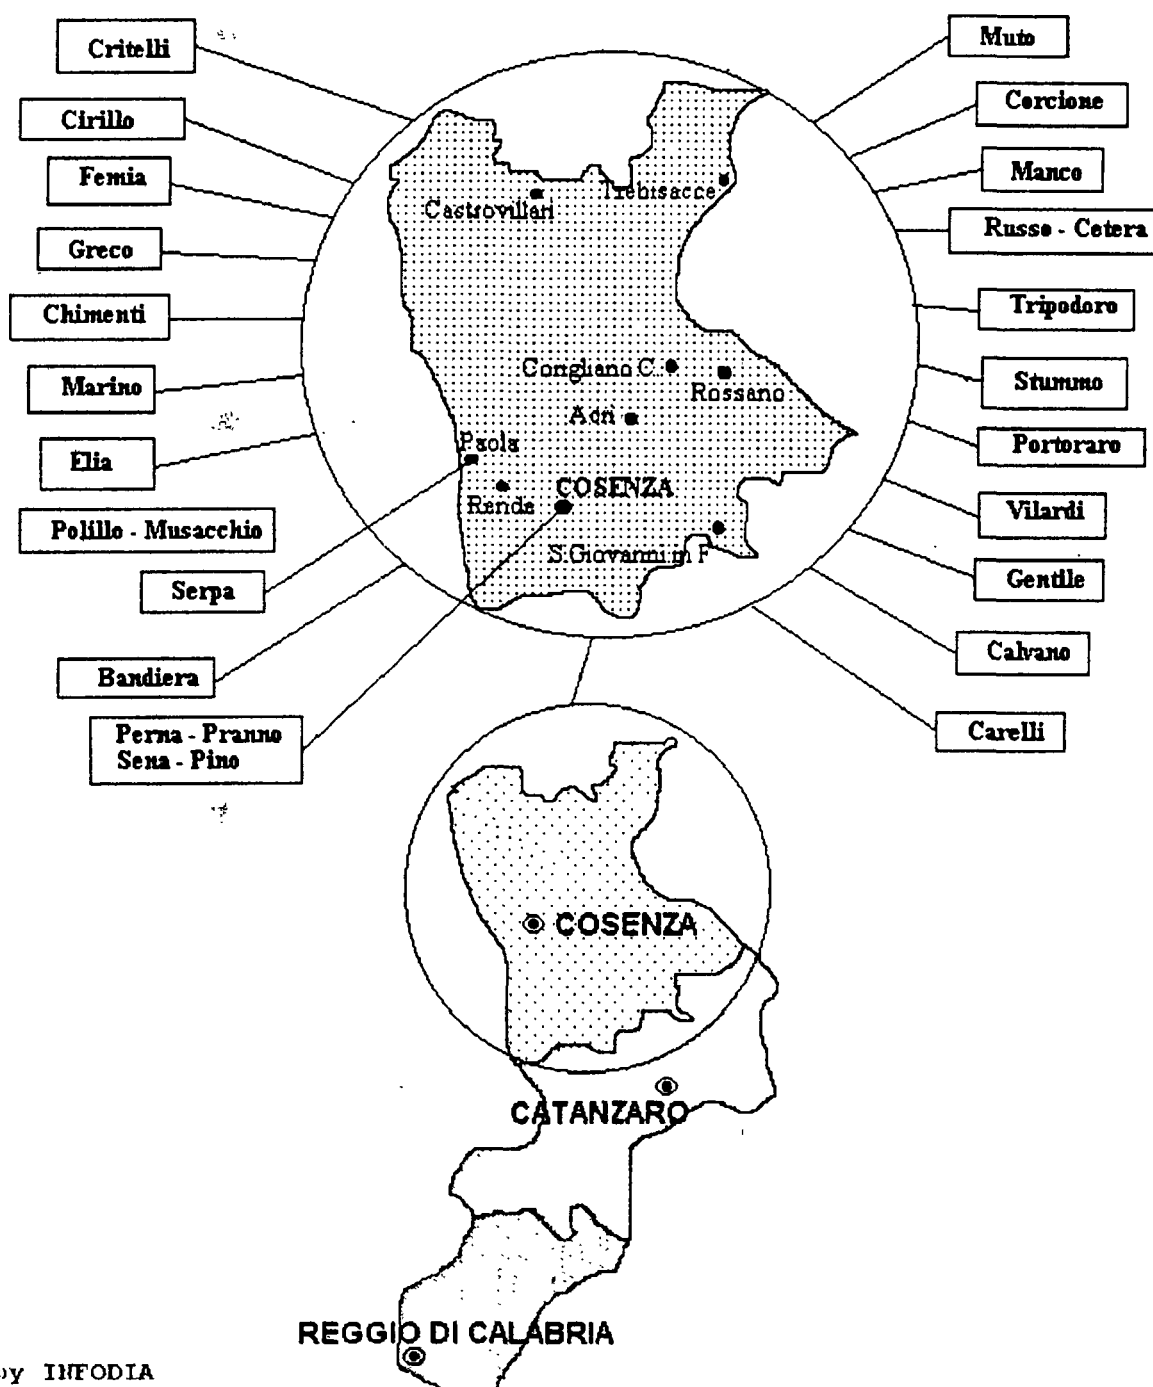 Critelli
Cirillo
Femia
Greco
Chimenti
Marino
Elia
Polillo - Musacchio
Serpa
Bandiera
Perna - Pranno
Sena - Pino
Muto
Corcione
Manco
Russo - Cetera
Tripodoro
Stummo
Portoraro
Vilardi
Gentile
Calvano
Carelli
Castrovillari
Trebisacce
Corigliano C.
Rossano
Acri
Paola
Rende
COSENZA
S.Giovanni in F
COSENZA
CATANZARO
REGGIO DI CALABRIA
by INFODIA